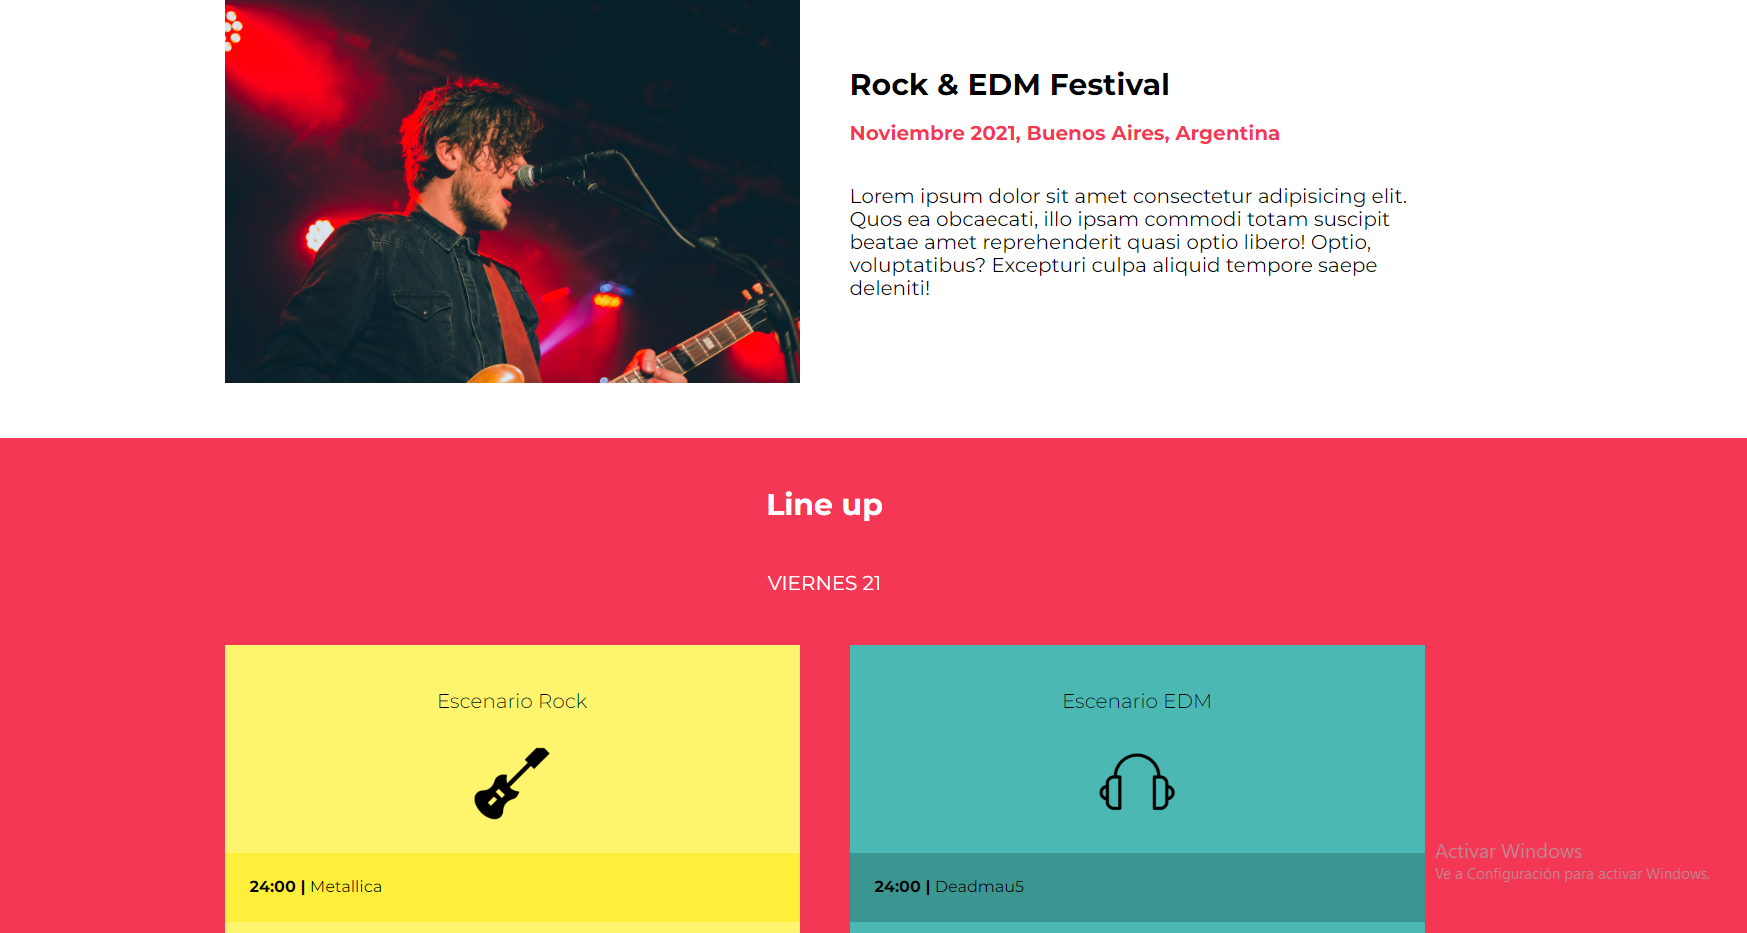 Rock & EDM Festival
Noviembre 2021, Buenos Aires, Argentina
Lorem ipsum dolor sit amet consectetur adipisicing elit.
Quos ea obcaecati, illo ipsam commodi totam suscipit
beatae amet reprehenderit quasi optio libero! Optio,
voluptatibus? Excepturi culpa aliquid tempore saepe
deleniti!
Line up
VIERNES 21
Escenario Rock
Escenario EDM
24:00 | Metallica
24:00 | Deadmau5
Activar Windows
Ve a Configuración para activar Windows.